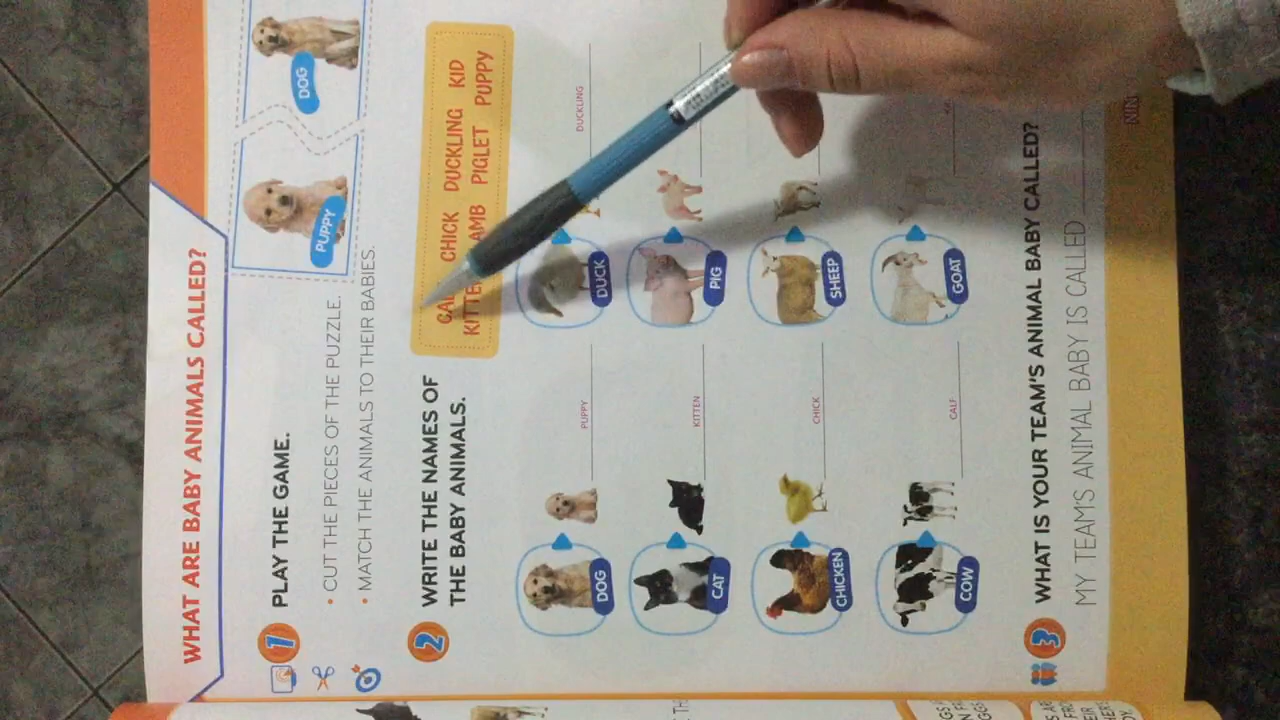 WHAT ARE BABY ANIMALS CALLED?
1 PLAY THE GAME.
• CUT THE PIECES OF THE PUZZLE.
• MATCH THE ANIMALS TO THEIR BABIES.
PUPPY
DOG
2 WRITE THE NAMES OF
THE BABY ANIMALS.
CHICK DUCKLING KID
PIGLET PUPPY
DOG PUPPY
DUCK DUCKLING
CAT KITTEN
PIG
CHICKEN CHICK
SHEEP
COW CALF
GOAT
3 WHAT IS YOUR TEAM'S ANIMAL BABY CALLED?
MY TEAM'S ANIMAL BABY IS CALLED